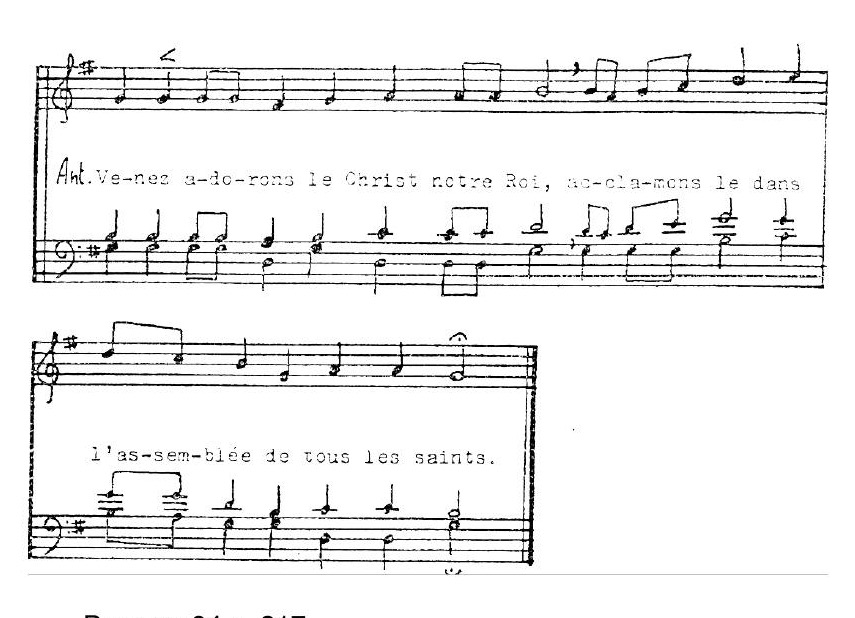 Ant. Ve-nez a-do-rons le Christ notre Roi, ac-cla-mons le dans
l'as-sem-blée de tous les saints.